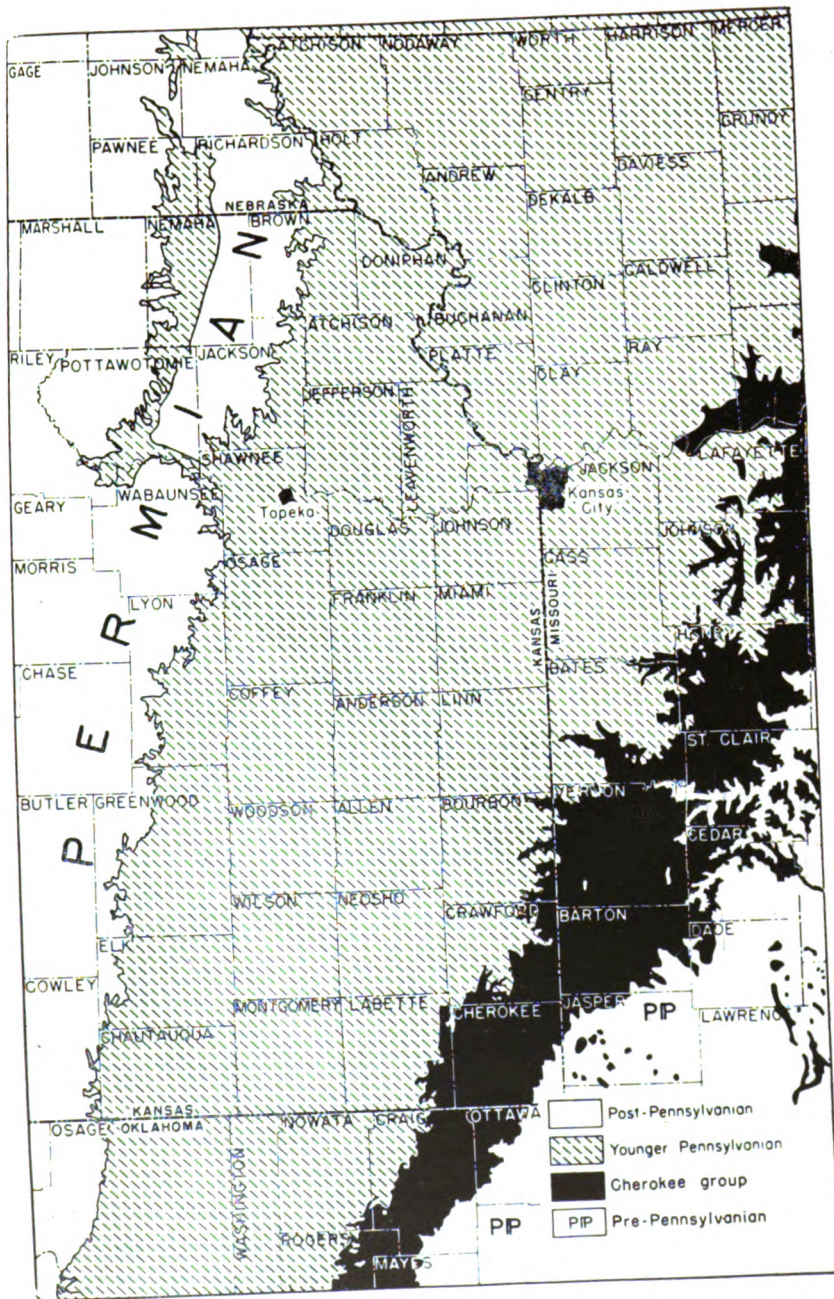 ATCHISON NODAWAY WORTH HARRISON MERCER
GAGE JOHNSON NEMAHA
GENTRY
GRUNDY
PAWNEE RICHARDSON HOLT
ANDREW DAVIESS
DEKALB
NEBRASKA
MARSHALL NEMAHA BROWN
DONIPHAN
CLINTON CALDWELL
ATCHISON BUCHANAN
RILEY POTTAWOTOMIE JACKSON PLATTE RAY
CLAY
JEFFERSON
LEAVENWORTH
SHAWNEE LAFAYETTE
JACKSON
WABAUNSEE
GEARY Topeka Kansas
City
DOUGLAS JOHNSON JOHNSON
MORRIS OSAGE CASS
LYON FRANKLIN MIAMI
KANSAS
MISSOURI
HENRY
CHASE BATES
COFFEY ANDERSON LINN
ST. CLAIR
BUTLER GREENWOOD WOODSON ALLEN BOURBON VERNON
CEDAR
WILSON NEOSHO CRAWFORD BARTON
DADE
ELK
COWLEY
MONTGOMERY LABETTE CHEROKEE JASPER PIP LAWRENC
CHAUTAUQUA
PERMIAN
KANSAS
OSAGE OKLAHOMA NOWATA CRAIG OTTAWA
WASHINGTON
ROGERS
MAYES
PIP
Post-Pennsylvanian
Younger Pennsylvanian
Cherokee group
PIP Pre-Pennsylvanian